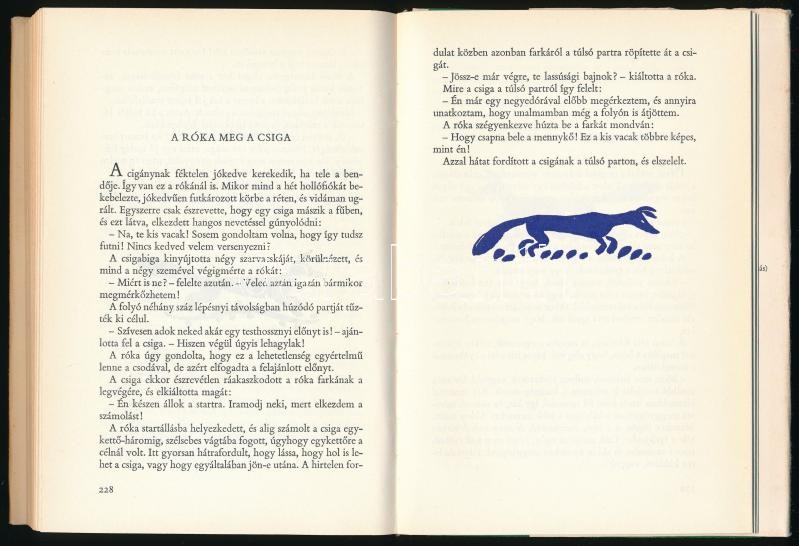 A RÓKA MEG A CSIGA
A cigánynak féktelen jókedve kerekedik, ha tele a ben-
dője. Így van ez a rókánál is. Mikor mind a hét hollófiókát be-
kebelezte, jókedvűen futkározott körbe a réten, és vidáman ug-
rált. Egyszerre csak észrevette, hogy egy csiga mászik a fűben,
és ezt látva, elkezdett hangos nevetéssel gúnyolódni:
– Na, te kis vacak! Sosem gondoltam volna, hogy így tudsz
futni! Nincs kedved velem versenyezni?
A csigabiga kinyújtotta négy szarvacskáját, körülnézett, és
mind a négy szemével végigmérte a rókát:
– Miért is ne? – felelte azután. – Veled aztán igazán bármikor
megmérkőzhetem!
A folyó néhány száz lépésnyi távolságban húzódó partját tűz-
ték ki célul.
– Szívesen adok neked akár egy testhossznyi előnyt is! – aján-
lotta fel a csiga. – Hiszen végül úgyis lehagylak!
A róka úgy gondolta, hogy ez a lehetetlenség egyértelmű
lenne a csodával, de azért elfogadta a felajánlott előnyt.
A csiga ekkor észrevétlen ráakaszkodott a róka farkának a
legvégére, és elkiáltotta magát:
– Én készen állok a startra. Iramodj neki, mert elkezdem a
számolást!
A róka startállásba helyezkedett, és alig számolt a csiga egy-
kettő-háromig, szélsebes vágtába fogott, úgyhogy egykettőre a
célnál volt. Itt gyorsan hátrafordult, hogy lássa, hogy hol is le-
het a csiga, vagy hogy egyáltalában jön-e utána. A hirtelen for-
228
dulat közben azonban farkáról a túlsó partra röpítette át a csi-
gát.
– Jössz-e már végre, te lassúsági bajnok? – kiáltotta a róka.
Mire a csiga a túlsó partról így felelt:
– Én már egy negyedórával előbb megérkeztem, és annyira
unatkoztam, hogy unalmamban még a folyón is átjöttem.
A róka szégyenkezve húzta be a farkát mondván:
– Hogy csapna bele a mennykő! Ez a kis vacak többre képes,
mint én!
Azzal hátat fordított a csigának a túlsó parton, és elszelelt.
ás)